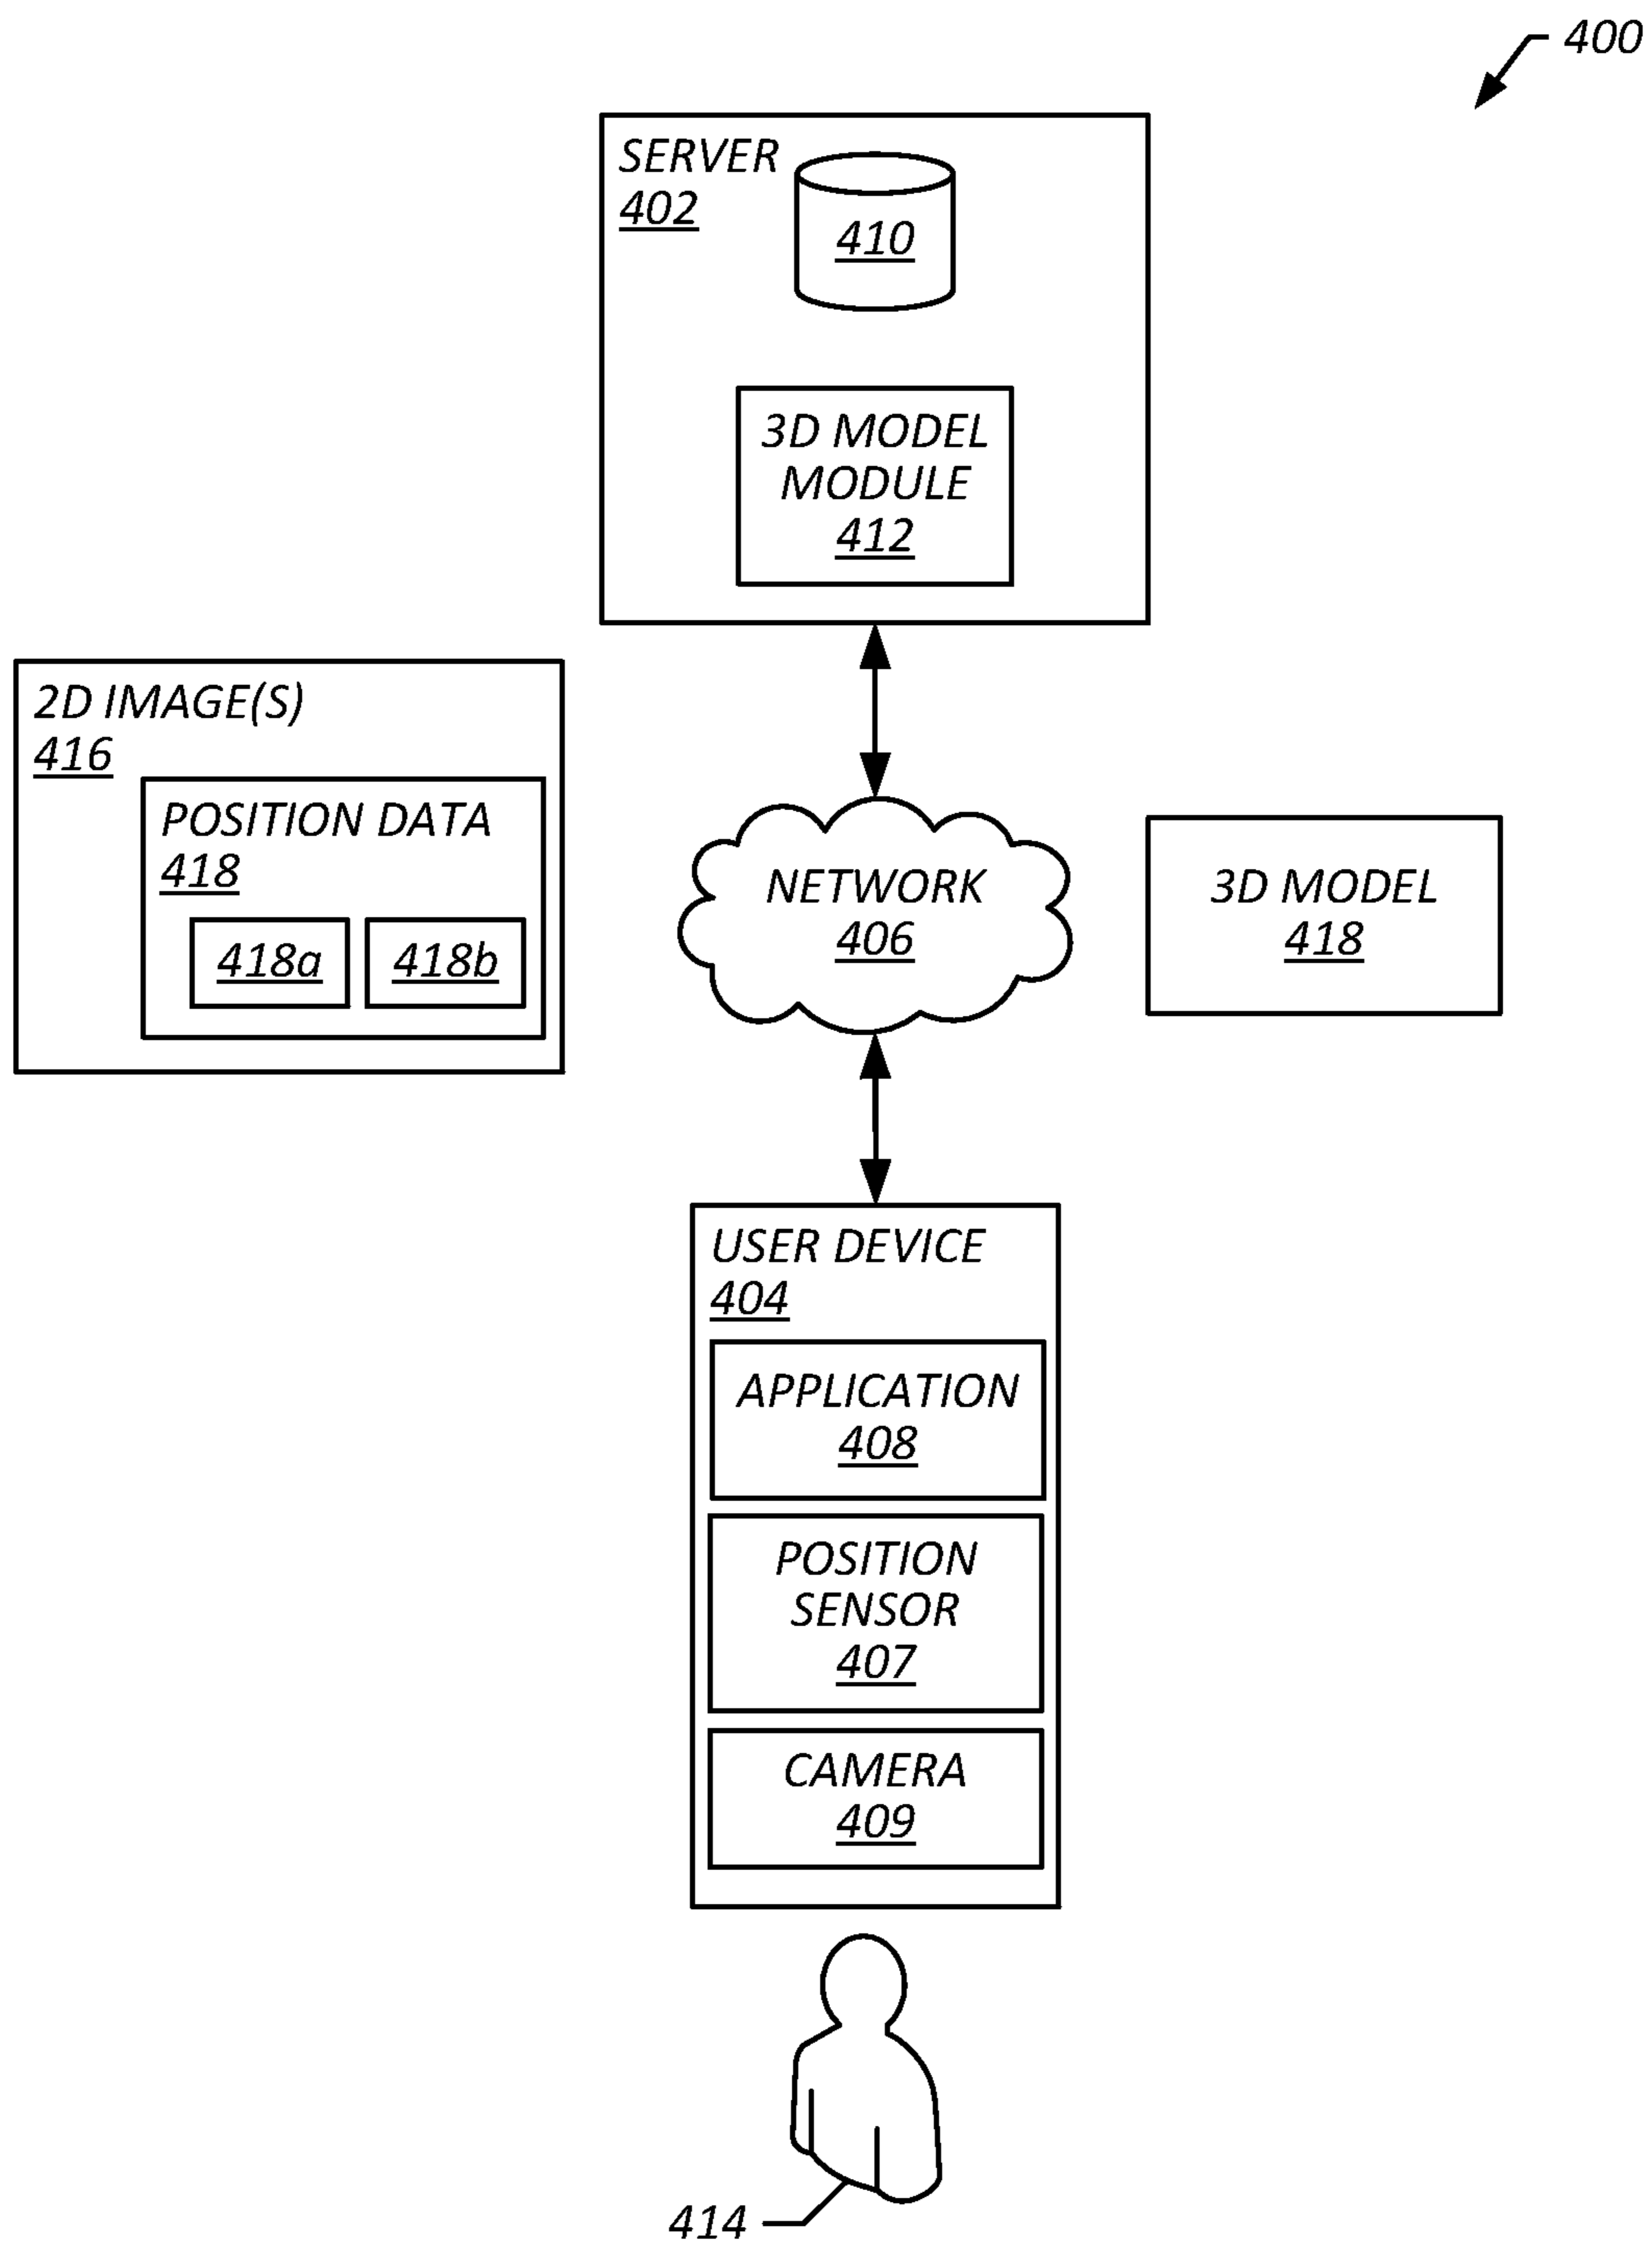 400
SERVER
402
410
3D MODEL
MODULE
412
2D IMAGE(S)
416
POSITION DATA
418
418a
418b
NETWORK
406
3D MODEL
418
USER DEVICE
404
APPLICATION
408
POSITION
SENSOR
407
CAMERA
409
414